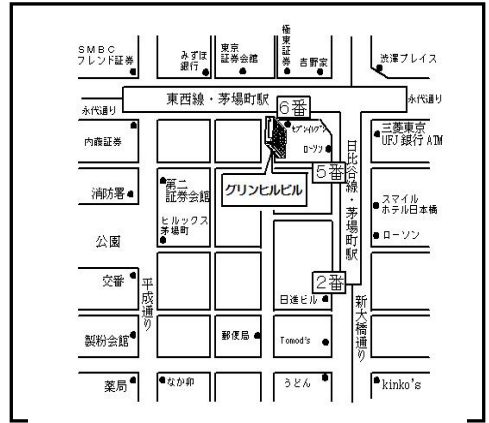 SMBC
フレンド証券
みずほ
銀行
東京
証券会館
極東証券
吉野家
渋澤プレイス
東西線・茅場町駅
永代通り
永代通り
6番
セブンイレブン
ローソン
内藤証券
三菱東京
UFJ銀行ATM
5番
日比谷線・茅場町駅
消防署
第二
証券会館
グリンヒルビル
スマイル
ホテル日本橋
ヒルックス
茅場町
ローソン
公園
交番
平成通り
2番
日進ビル
新大橋通り
製粉会館
郵便局
Tomod's
薬局
なか卯
うどん
kinko's